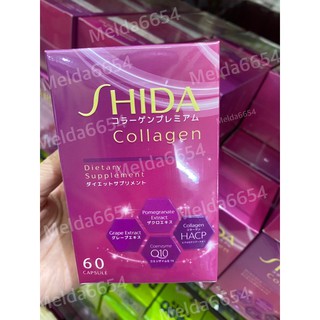 SHIDA
コラーゲンプレミアム
Collagen
Dietary
Supplement
ダイエットサプリメント
Pomegranate
Extract
ザクロエキス
Grape Extract
グレープエキス
Collagen
HACP
Coenzyme
Q10
60
CAPSULE
Melda6654